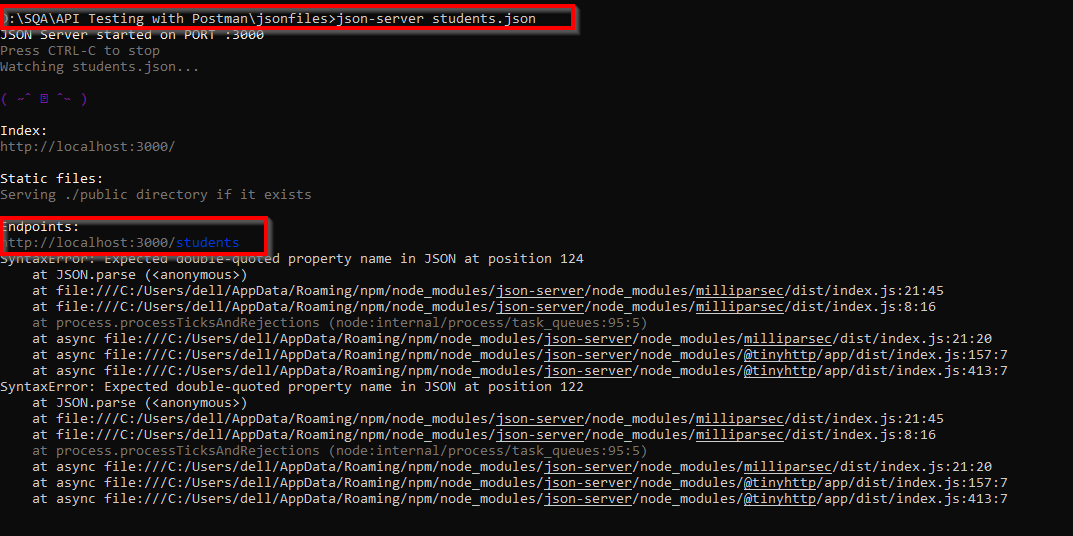 D:\SQA\API Testing with Postman\jsonfiles>json-server students.json
JSON Server started on PORT :3000
Press CTRL-C to stop
Watching students.json...
( ~ˉ ⍰ ˉ~ )
Index:
http://localhost:3000/
Static files:
Serving ./public directory if it exists
Endpoints:
http://localhost:3000/students
SyntaxError: Expected double-quoted property name in JSON at position 124
    at JSON.parse (<anonymous>)
    at file:///C:/Users/dell/AppData/Roaming/npm/node_modules/json-server/node_modules/milliparsec/dist/index.js:21:45
    at file:///C:/Users/dell/AppData/Roaming/npm/node_modules/json-server/node_modules/milliparsec/dist/index.js:8:16
    at process.processTicksAndRejections (node:internal/process/task_queues:95:5)
    at async file:///C:/Users/dell/AppData/Roaming/npm/node_modules/json-server/node_modules/milliparsec/dist/index.js:21:20
    at async file:///C:/Users/dell/AppData/Roaming/npm/node_modules/json-server/node_modules/@tinyhttp/app/dist/index.js:157:7
    at async file:///C:/Users/dell/AppData/Roaming/npm/node_modules/json-server/node_modules/@tinyhttp/app/dist/index.js:413:7
SyntaxError: Expected double-quoted property name in JSON at position 122
    at JSON.parse (<anonymous>)
    at file:///C:/Users/dell/AppData/Roaming/npm/node_modules/json-server/node_modules/milliparsec/dist/index.js:21:45
    at file:///C:/Users/dell/AppData/Roaming/npm/node_modules/json-server/node_modules/milliparsec/dist/index.js:8:16
    at process.processTicksAndRejections (node:internal/process/task_queues:95:5)
    at async file:///C:/Users/dell/AppData/Roaming/npm/node_modules/json-server/node_modules/milliparsec/dist/index.js:21:20
    at async file:///C:/Users/dell/AppData/Roaming/npm/node_modules/json-server/node_modules/@tinyhttp/app/dist/index.js:157:7
    at async file:///C:/Users/dell/AppData/Roaming/npm/node_modules/json-server/node_modules/@tinyhttp/app/dist/index.js:413:7